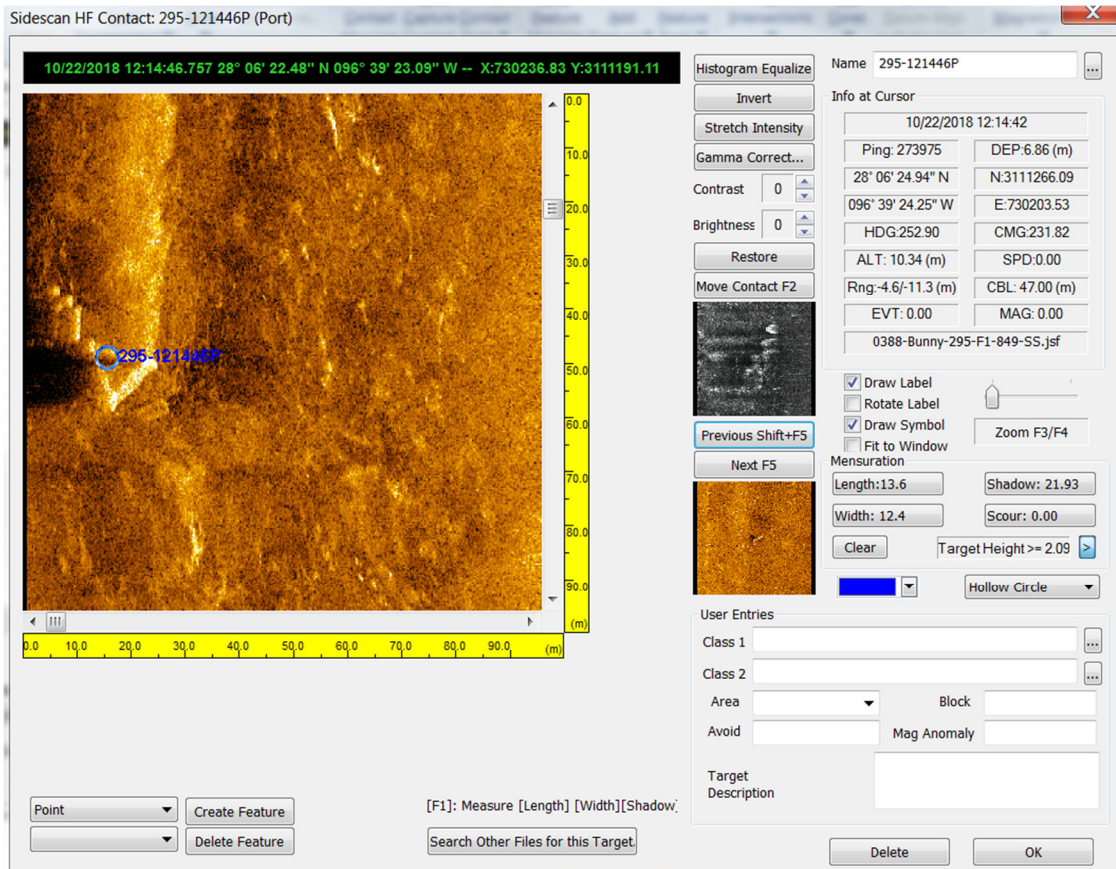 Sidescan HF Contact: 295-121446P (Port)
X
10/22/2018 12:14:46.757 28° 06' 22.48" N 096° 39' 23.09" W -- X:730236.83 Y:3111191.11
295-121446P
0.0
10.0
20.0
30.0
40.0
50.0
60.0
70.0
80.0
90.0
(m)
0.0 10.0 20.0 30.0 40.0 50.0 60.0 70.0 80.0 90.0 (m)
Histogram Equalize
Invert
Stretch Intensity
Gamma Correct...
Contrast 0
Brightness 0
Restore
Move Contact F2
Previous Shift+F5
Next F5
Name 295-121446P ...
Info at Cursor
10/22/2018 12:14:42
Ping: 273975 DEP:6.86 (m)
28° 06' 24.94" N N:3111266.09
096° 39' 24.25" W E:730203.53
HDG:252.90 CMG:231.82
ALT: 10.34 (m) SPD:0.00
Rng:-4.6/-11.3 (m) CBL: 47.00 (m)
EVT: 0.00 MAG: 0.00
0388-Bunny-295-F1-849-SS.jsf
Draw Label
Rotate Label
Draw Symbol
Fit to Window
Zoom F3/F4
Mensuration
Length:13.6 Shadow: 21.93
Width: 12.4 Scour: 0.00
Clear Target Height >= 2.09 >
Hollow Circle
User Entries
Class 1 ...
Class 2 ...
Area Block
Avoid Mag Anomaly
Target
Description
Point Create Feature
Delete Feature
[F1]: Measure [Length] [Width][Shadow]
Search Other Files for this Target.
Delete OK